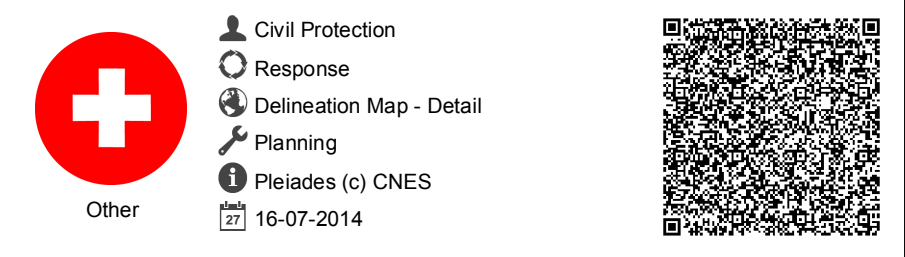 Civil Protection
Response
Delineation Map - Detail
Planning
Pleiades (c) CNES
27 16-07-2014
Other